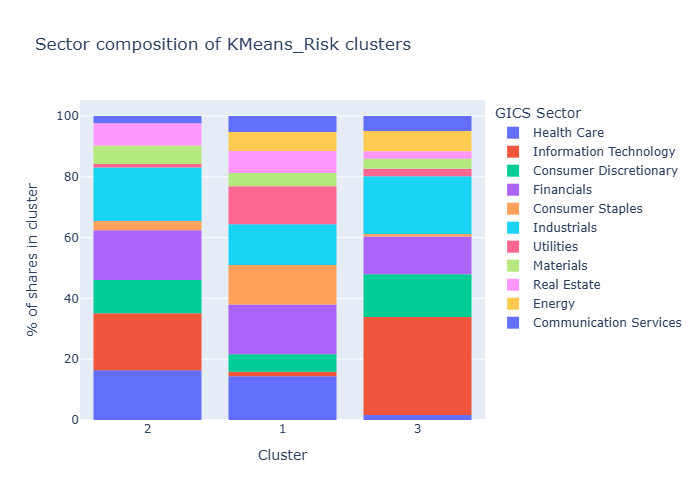 Sector composition of KMeans_Risk clusters
100
80
60
40
20
0
% of shares in cluster
2
1
3
Cluster
GICS Sector
Health Care
Information Technology
Consumer Discretionary
Financials
Consumer Staples
Industrials
Utilities
Materials
Real Estate
Energy
Communication Services